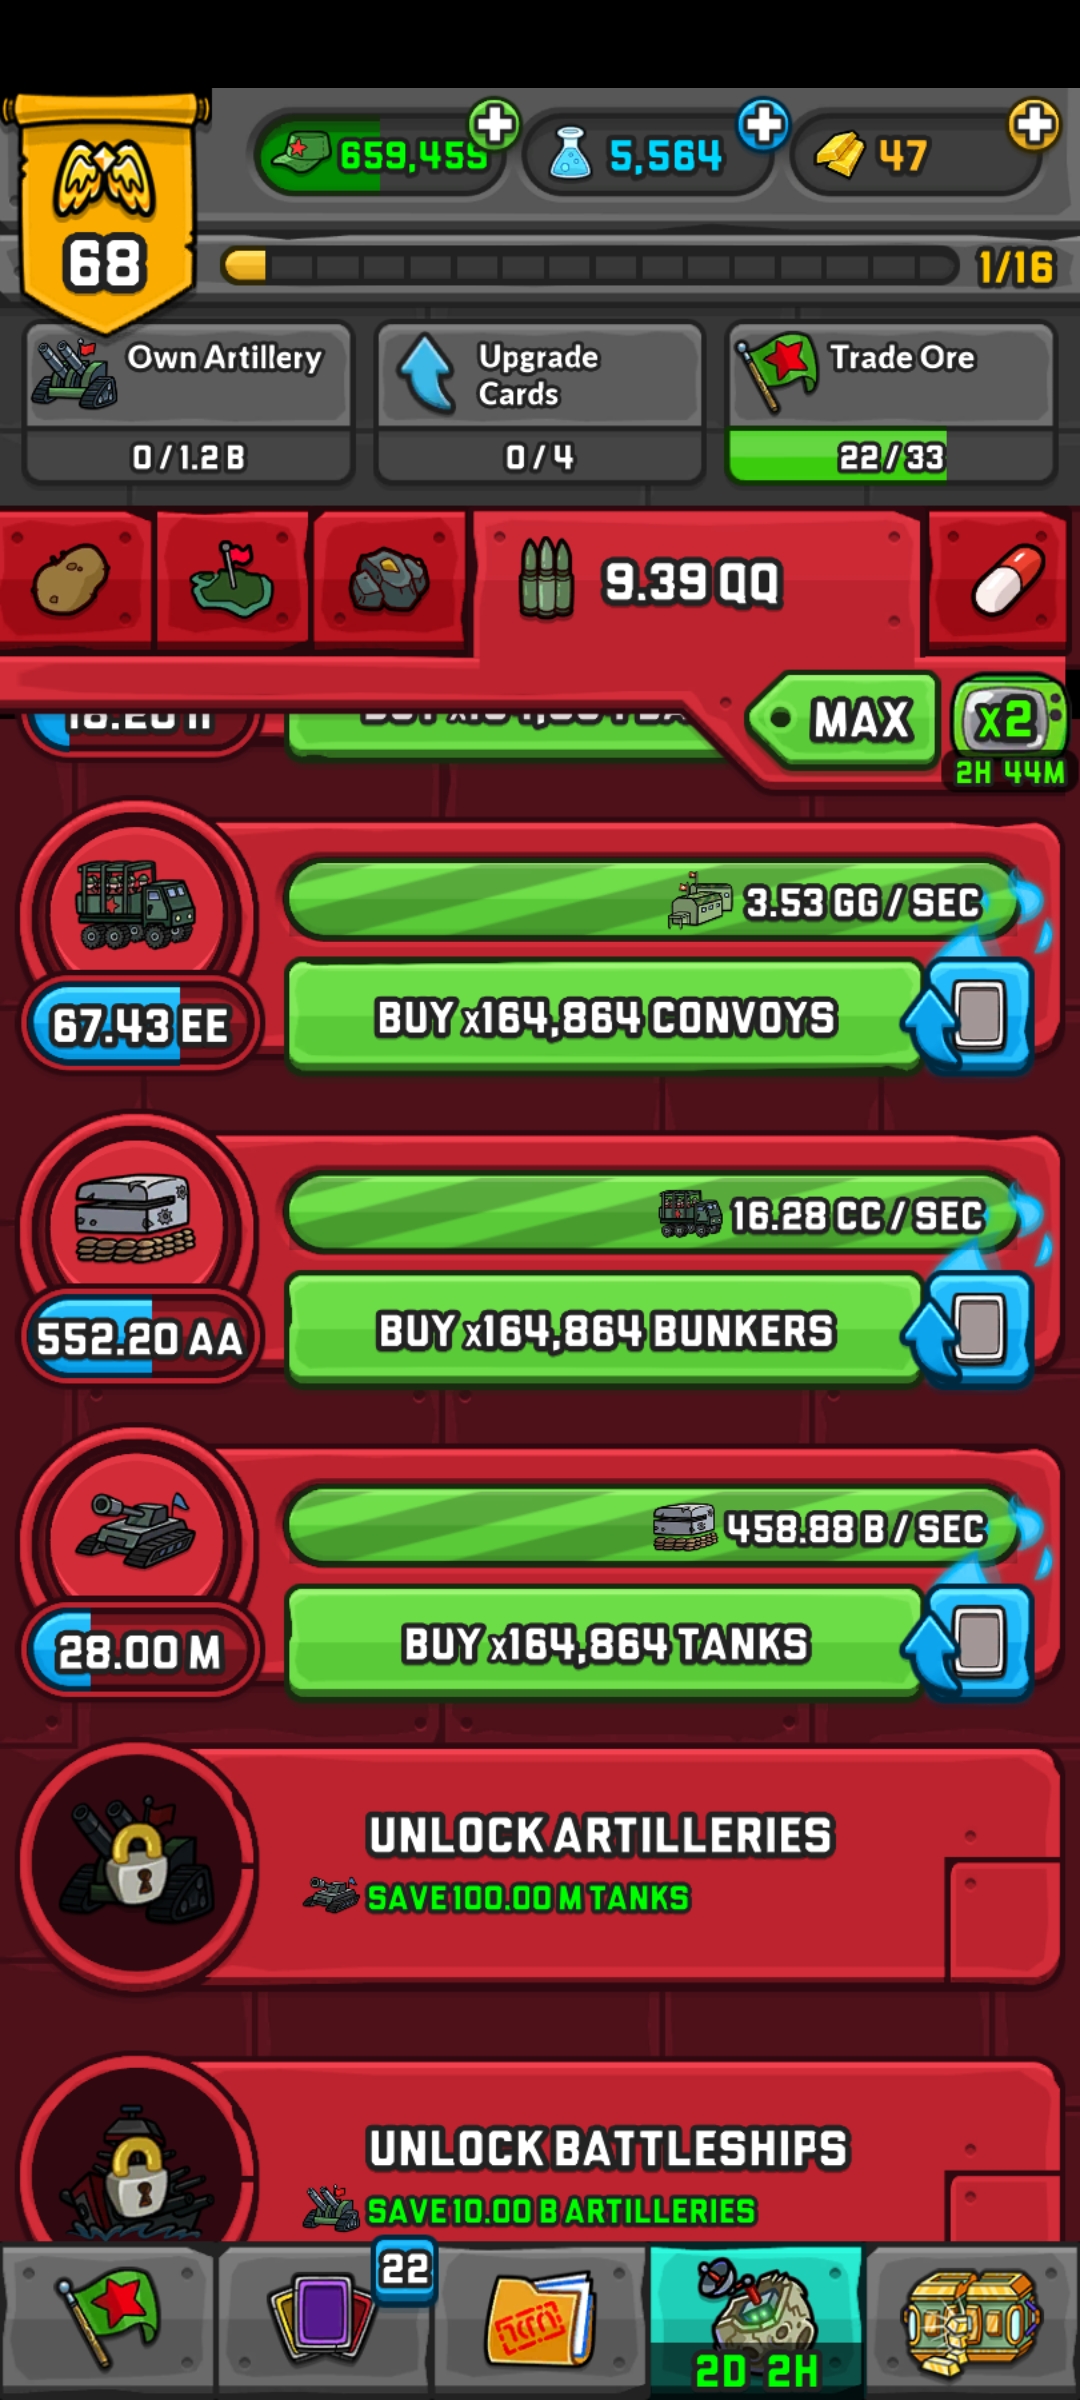 659,455
5,564
47
68
1/16
Own Artillery
0 / 1.2 B
Upgrade
Cards
0 / 4
Trade Ore
22 / 33
9.39 QQ
MAX
x2
2H 44M
3.53 GG / SEC
67.43 EE
BUY x164,864 CONVOYS
16.28 CC / SEC
552.20 AA
BUY x164,864 BUNKERS
458.88 B / SEC
28.00 M
BUY x164,864 TANKS
UNLOCK ARTILLERIES
SAVE 100.00 M TANKS
UNLOCK BATTLESHIPS
SAVE 10.00 B ARTILLERIES
22
2D 2H